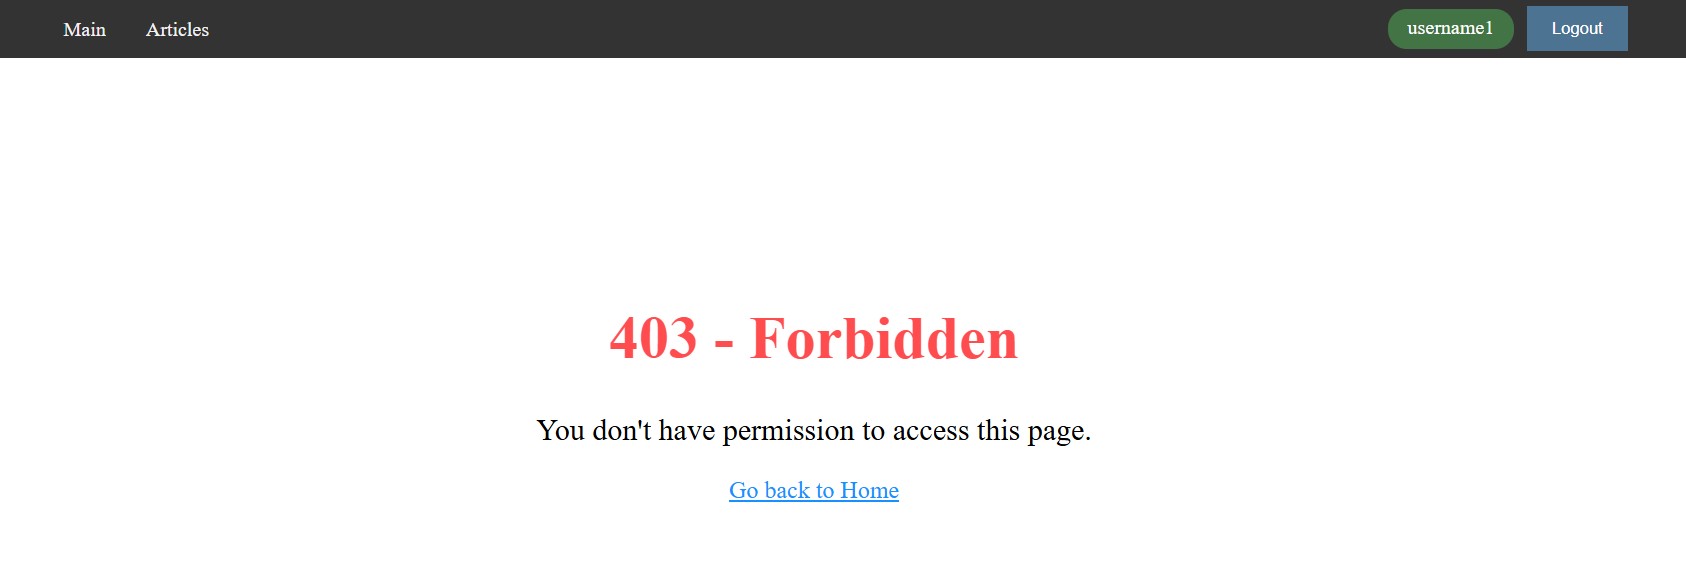 Main Articles username1 Logout
403 - Forbidden
You don't have permission to access this page.
Go back to Home